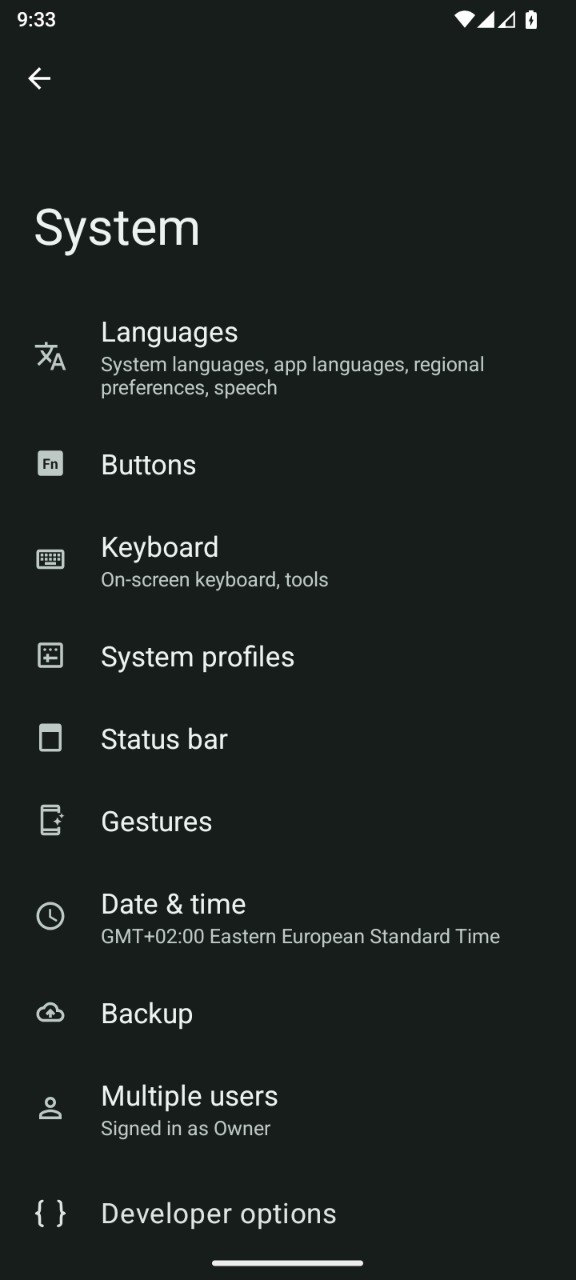 9:33
System
Languages
System languages, app languages, regional
preferences, speech
Fn
Buttons
Keyboard
On-screen keyboard, tools
System profiles
Status bar
Gestures
Date & time
GMT+02:00 Eastern European Standard Time
Backup
Multiple users
Signed in as Owner
Developer options